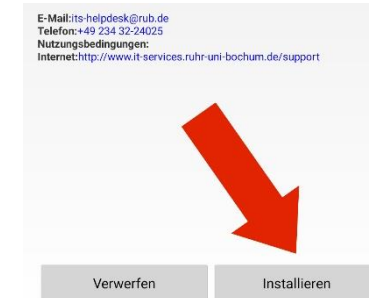 E-Mail:its-helpdesk@rub.de
Telefon:+49 234 32-24025
Nutzungsbedingungen:
Internet:http://www.it-services.ruhr-uni-bochum.de/support
Verwerfen
Installieren